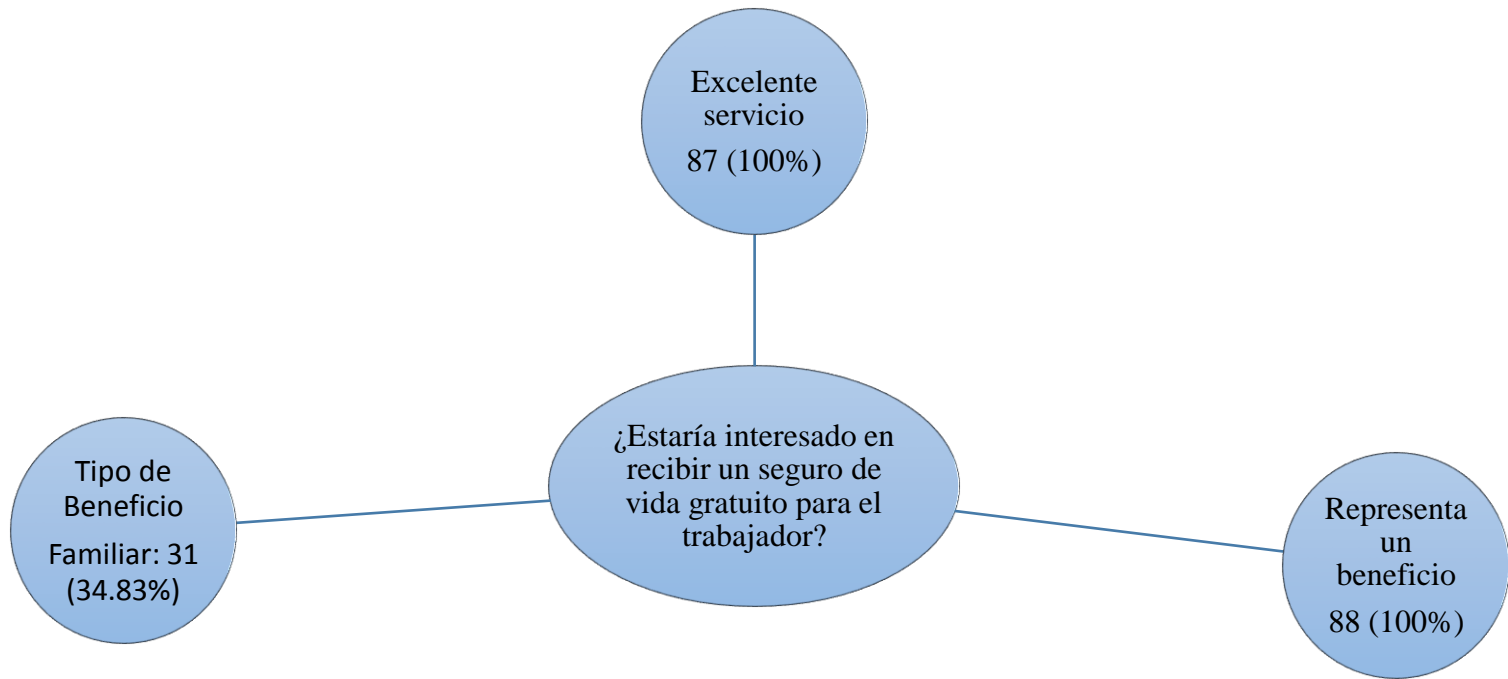 Excelente
servicio
87 (100%)
¿Estaría interesado en
recibir un seguro de
vida gratuito para el
trabajador?
Tipo de
Beneficio
Familiar: 31
(34.83%)
Representa
un
beneficio
88 (100%)